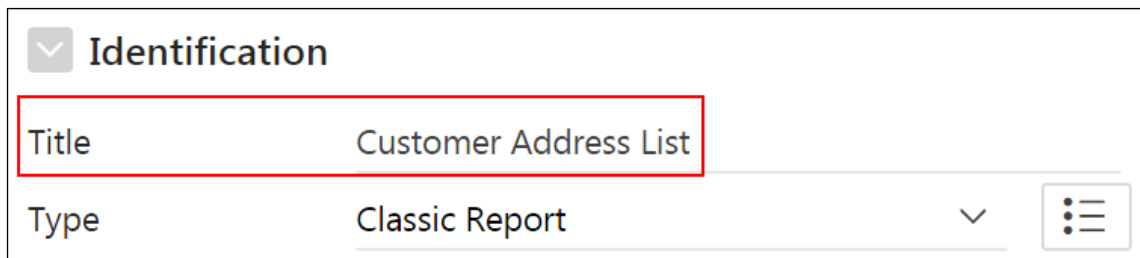 Identification
Title Customer Address List
Type Classic Report